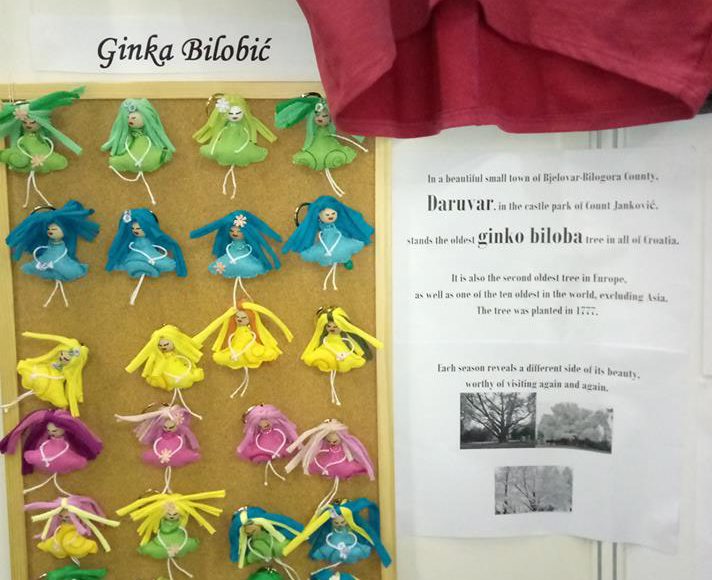 Ginka Bilobić
In a beautiful small town of Bjelovar-Bilogora County,
Daruvar, in the castle park of Count Janković,
stands the oldest ginko biloba tree in all of Croatia.
It is also the second oldest tree in Europe,
as well as one of the ten oldest in the world, excluding Asia.
The tree was planted in 1777.
Each season reveals a different side of its beauty,
worthy of visiting again and again.